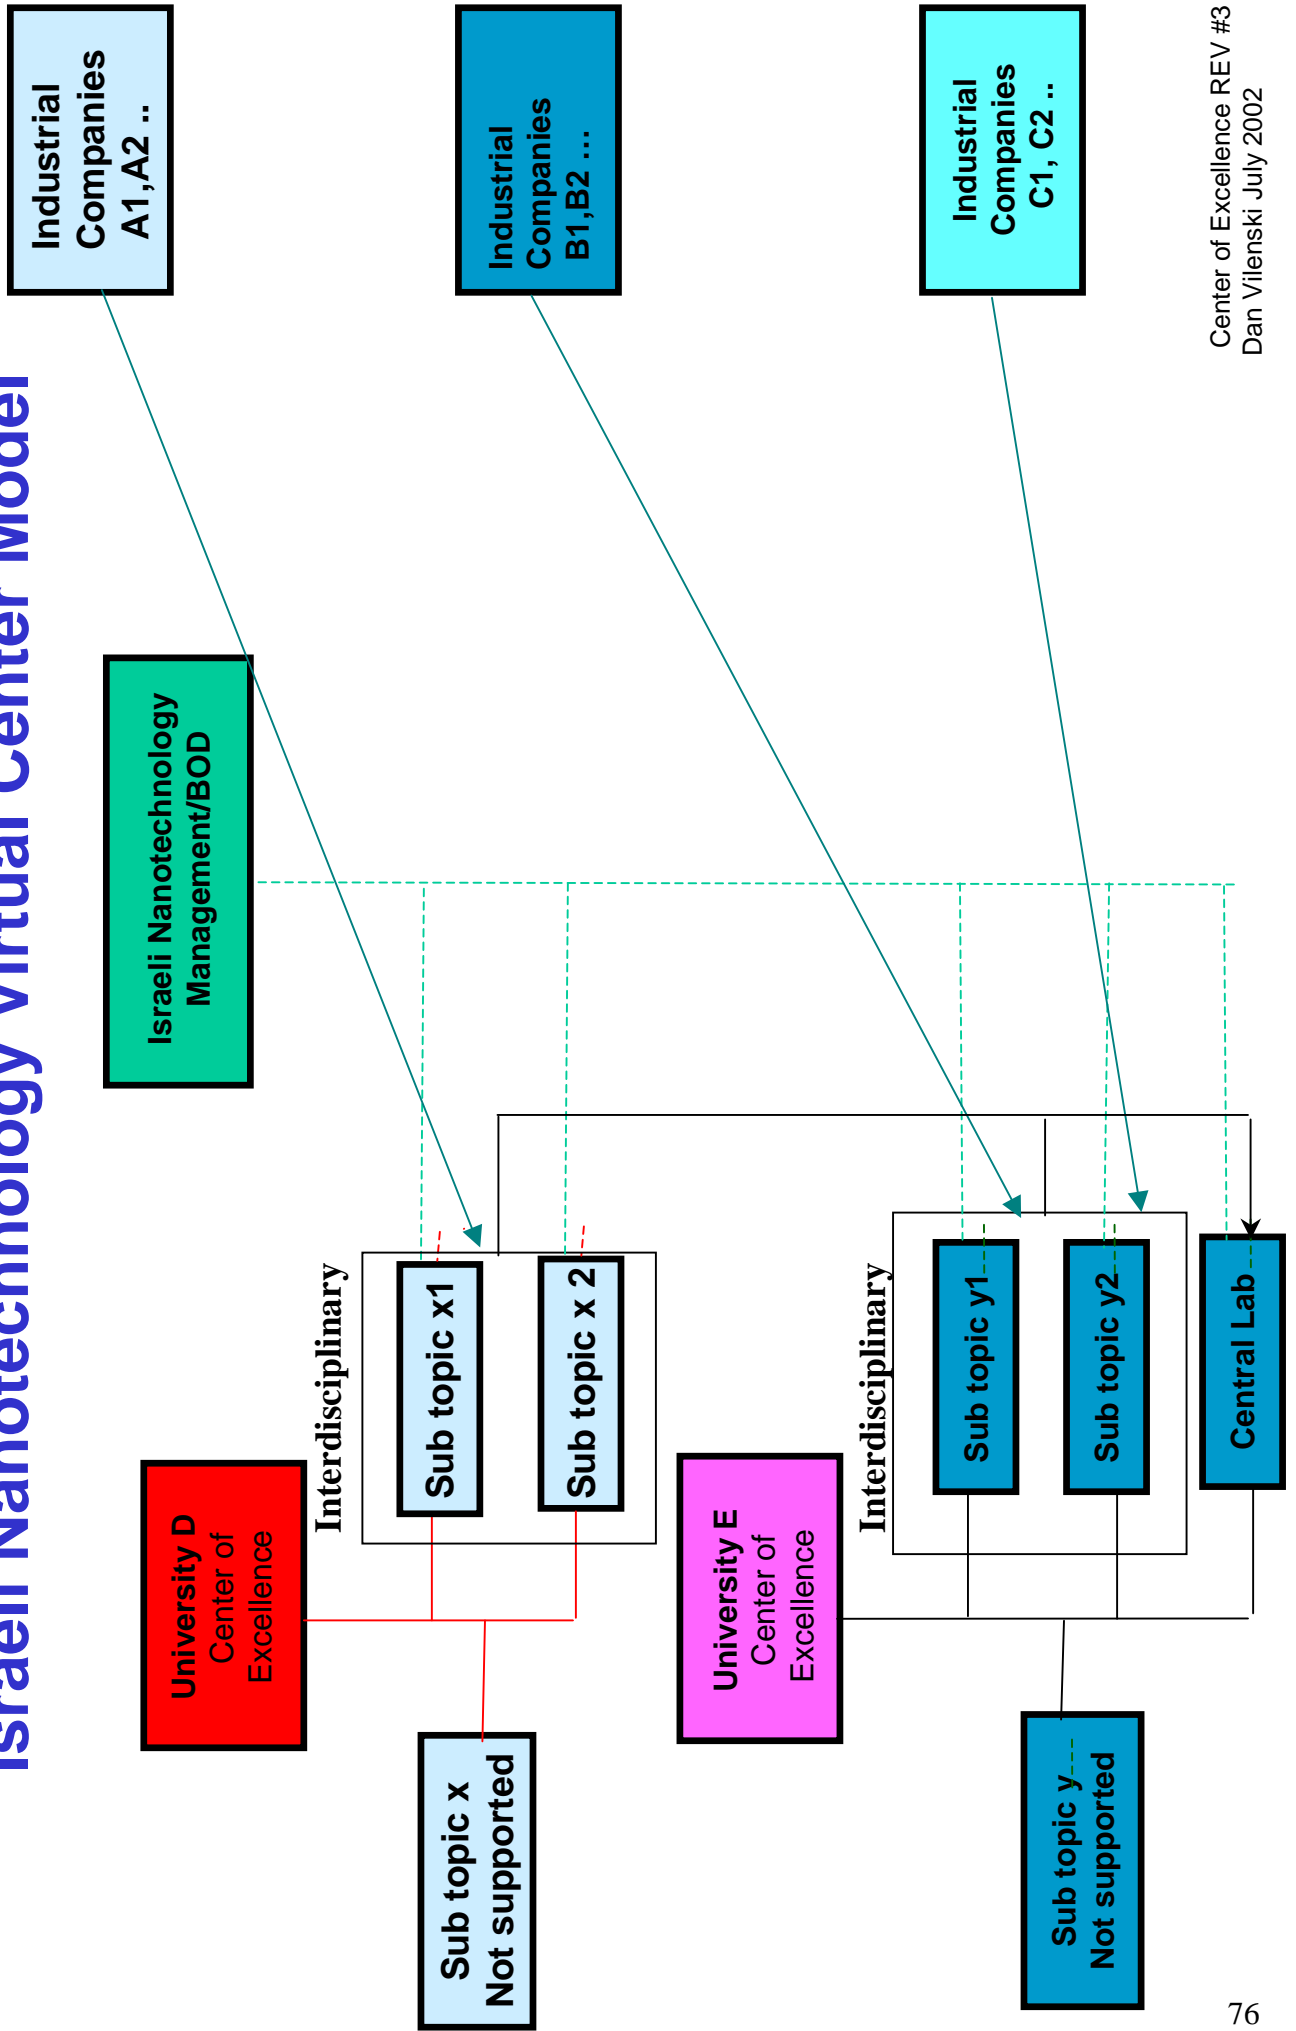 Israeli Nanotechnology Virtual Center Model
Israeli Nanotechnology
Management/BOD
Industrial
Companies
A1,A2 ..
University D
Center of
Excellence
Interdisciplinary
Sub topic x
Not supported
Sub topic x1
Sub topic x 2
Industrial
Companies
B1,B2 ...
University E
Center of
Excellence
Interdisciplinary
Sub topic y
Not supported
Sub topic y1
Sub topic y2
Industrial
Companies
C1, C2 ..
Central Lab
Center of Excellence REV #3
Dan Vilenski July 2002
76